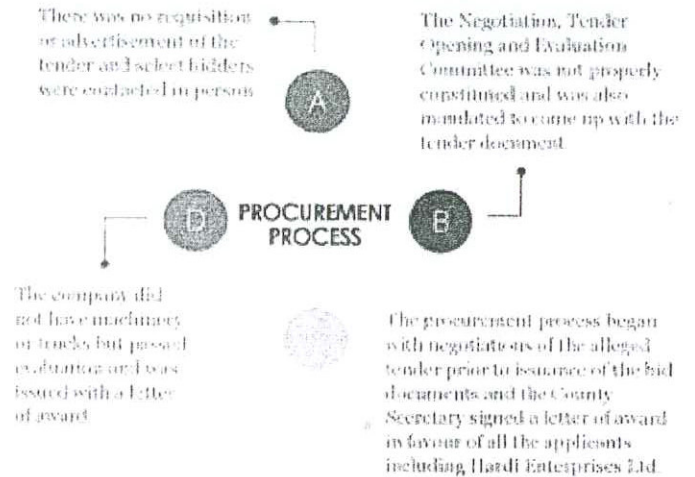 There was no requisition
or advertisement of the
tender and select bidders
were contacted in person
A
The Negotiation, Tender
Opening and Evaluation
Committee was not properly
constituted and was also
mandated to come up with the
tender document
D
PROCUREMENT
PROCESS
B
The company did
not have machinery
or trucks but passed
evaluation and was
issued with a letter
of award
The procurement process began
with negotiations of the alleged
tender prior to issuance of the bid
documents and the County
Secretary signed a letter of award
in favour of all the applicants
including Hardi Enterprises Ltd.